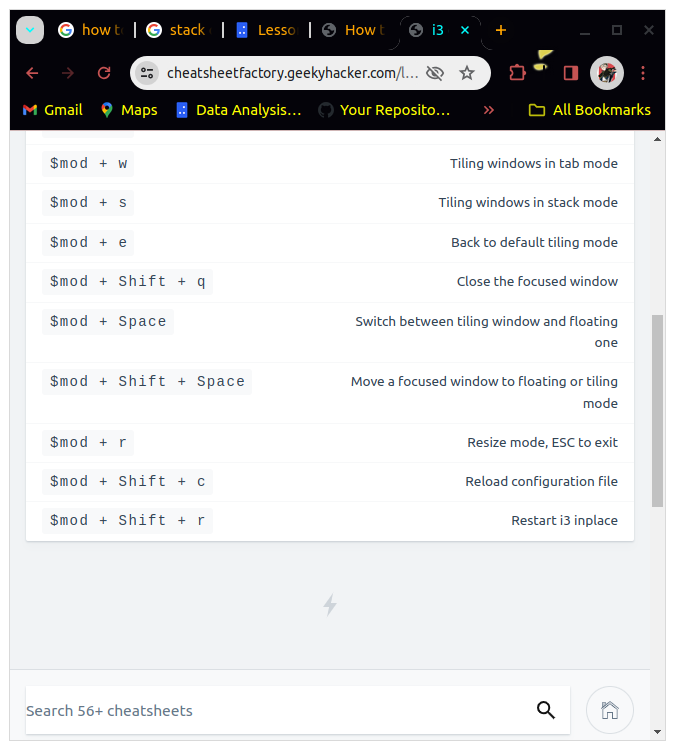 how t
stack
Lesso
How t
i3
cheatsheetfactory.geekyhacker.com/l…
Gmail
Maps
Data Analysis…
Your Reposito…
All Bookmarks
$mod + w
Tiling windows in tab mode
$mod + s
Tiling windows in stack mode
$mod + e
Back to default tiling mode
$mod + Shift + q
Close the focused window
$mod + Space
Switch between tiling window and floating
one
$mod + Shift + Space
Move a focused window to floating or tiling
mode
$mod + r
Resize mode, ESC to exit
$mod + Shift + c
Reload configuration file
$mod + Shift + r
Restart i3 inplace
Search 56+ cheatsheets